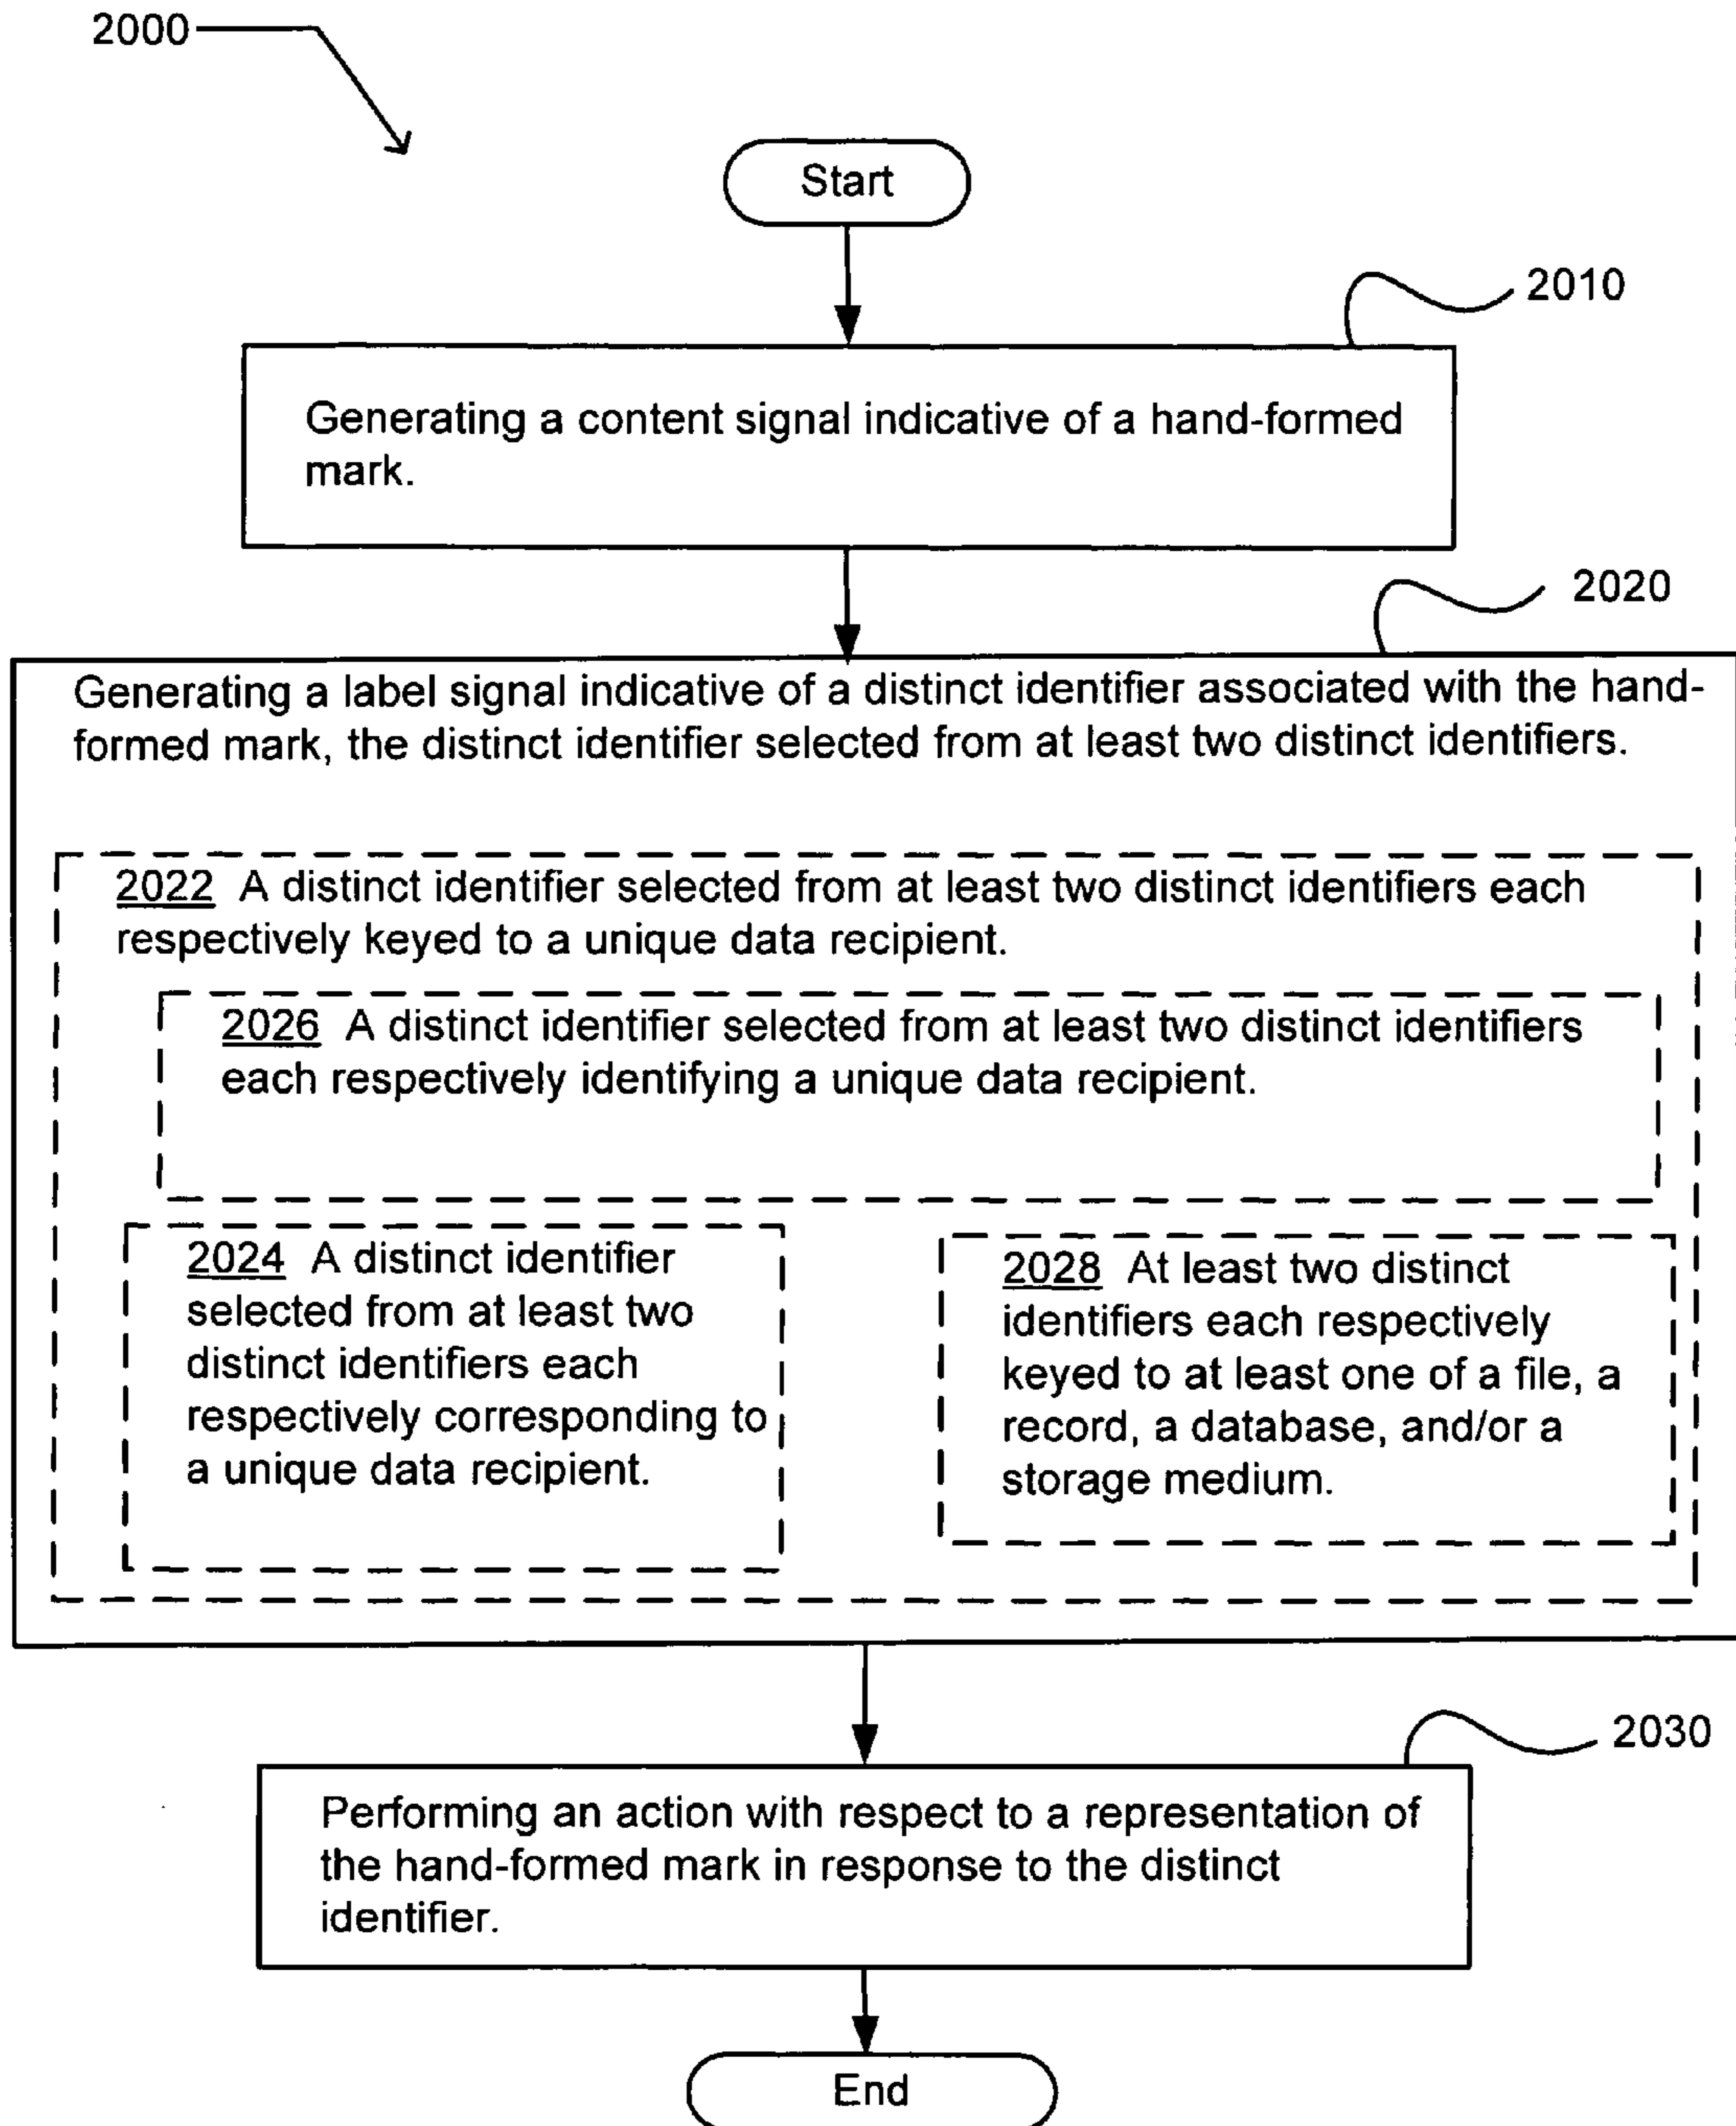 2000
Start
2010
Generating a content signal indicative of a hand-formed
mark.
2020
Generating a label signal indicative of a distinct identifier associated with the hand-
formed mark, the distinct identifier selected from at least two distinct identifiers.
2022 A distinct identifier selected from at least two distinct identifiers each
respectively keyed to a unique data recipient.
2026 A distinct identifier selected from at least two distinct identifiers
each respectively identifying a unique data recipient.
2024 A distinct identifier
selected from at least two
distinct identifiers each
respectively corresponding to
a unique data recipient.
2028 At least two distinct
identifiers each respectively
keyed to at least one of a file, a
record, a database, and/or a
storage medium.
2030
Performing an action with respect to a representation of
the hand-formed mark in response to the distinct
identifier.
End